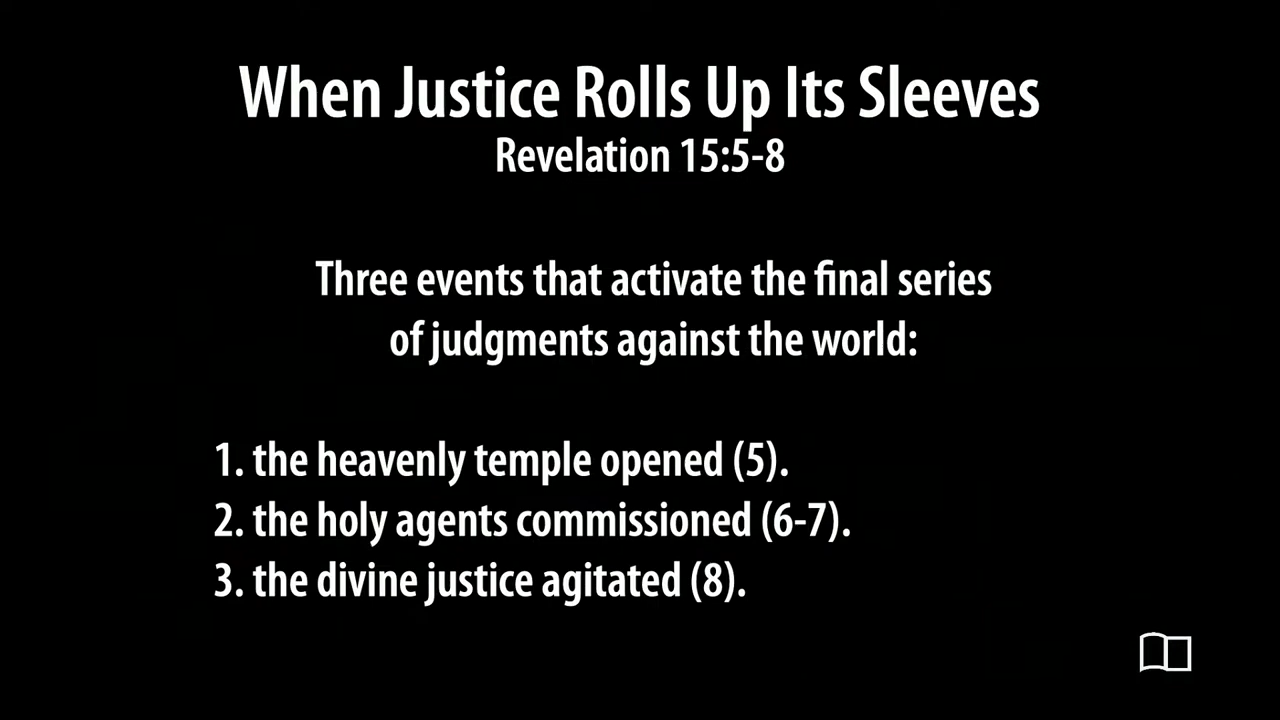 When Justice Rolls Up Its Sleeves
Revelation 15:5-8
Three events that activate the final series
of judgments against the world:
1. the heavenly temple opened (5).
2. the holy agents commissioned (6-7).
3. the divine justice agitated (8).